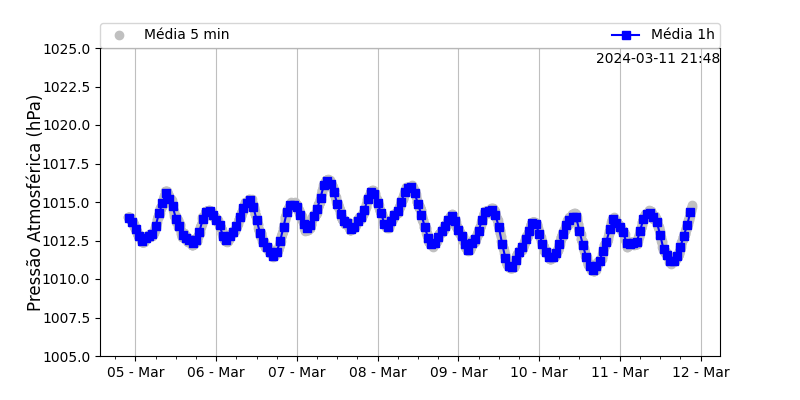 Média 5 min
Média 1h
2024-03-11 21:48
Pressão Atmosférica (hPa)
1025.0
1022.5
1020.0
1017.5
1015.0
1012.5
1010.0
1007.5
1005.0
05 - Mar
06 - Mar
07 - Mar
08 - Mar
09 - Mar
10 - Mar
11 - Mar
12 - Mar